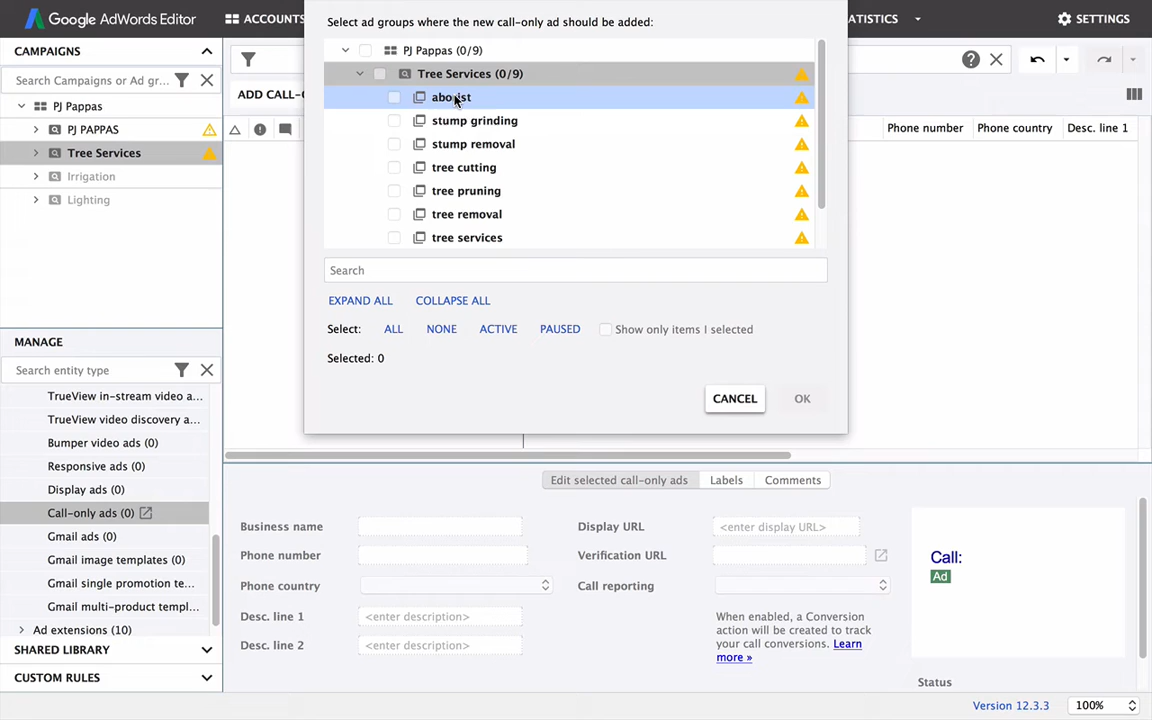 Google AdWords Editor
ACCOUNTS
ATISTICS
SETTINGS
Select ad groups where the new call-only ad should be added:
PJ Pappas (0/9)
Tree Services (0/9)
stump grinding
stump removal
tree cutting
tree pruning
tree removal
tree services
Search
EXPAND ALL
COLLAPSE ALL
Select:
ALL
NONE
ACTIVE
PAUSED
Show only items I selected
Selected: 0
CANCEL
OK
CAMPAIGNS
Search Campaigns or Ad gr...
PJ Pappas
PJ PAPPAS
Tree Services
Irrigation
Lighting
ADD CALL-O
Phone number
Phone country
Desc. line 1
MANAGE
Search entity type
TrueView in-stream video a...
TrueView video discovery a...
Bumper video ads (0)
Responsive ads (0)
Display ads (0)
Call-only ads (0)
Gmail ads (0)
Gmail image templates (0)
Gmail single promotion te...
Gmail multi-product templ...
Ad extensions (10)
SHARED LIBRARY
CUSTOM RULES
Edit selected call-only ads
Labels
Comments
Business name
Phone number
Phone country
Desc. line 1
<enter description>
Desc. line 2
<enter description>
Display URL
<enter display URL>
Verification URL
Call reporting
When enabled, a Conversion
action will be created to track
your call conversions. Learn
more »
Call:
Ad
Status
Version 12.3.3
100%